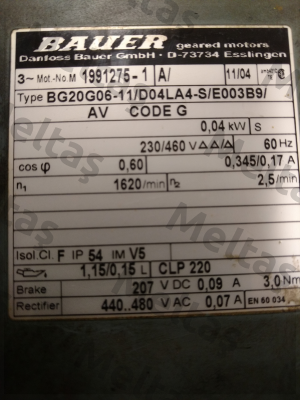 BAUER geared motors
Danfoss Bauer GmbH · D-73734 Esslingen
3~ Mot.-No.M 1991275-1 A/ 11/04
Type BG20G06-11/D04LA4-S/E003B9/
AV CODE G
0,04 kW S
230/460 V △△/△ 60 Hz
cos φ 0,60 0,345/0,17 A
n1 1620/min n2 2,5/min
Isol.Cl. F IP 54 IM V5
1,15/0,15 L CLP 220
Brake 207 V DC 0,09 A 3,0 Nm
Rectifier 440..480 V AC 0,07 A EN 60 034
Meltaş